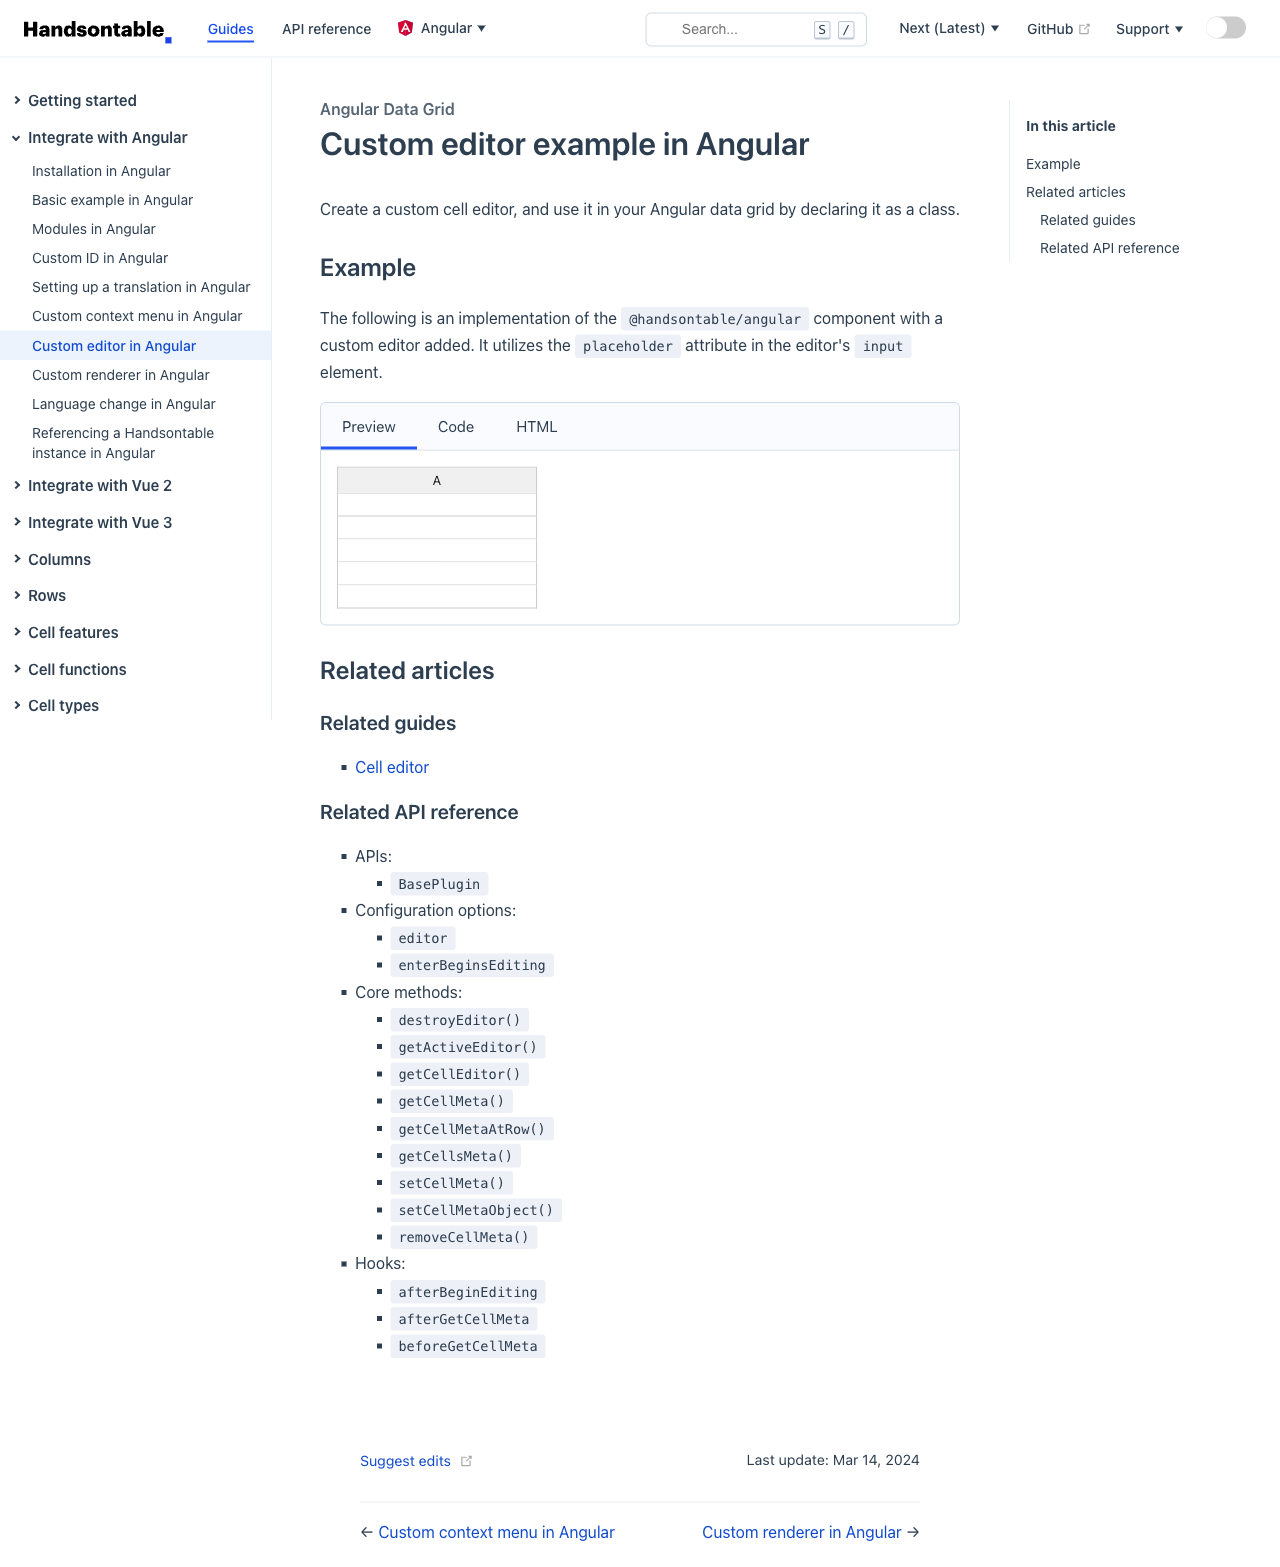 Handsontable
Guides
API reference
Angular
Search...
S
/
Next (Latest)
GitHub
Support
Getting started
Integrate with Angular
Installation in Angular
Basic example in Angular
Modules in Angular
Custom ID in Angular
Setting up a translation in Angular
Custom context menu in Angular
Custom editor in Angular
Custom renderer in Angular
Language change in Angular
Referencing a Handsontable
instance in Angular
Integrate with Vue 2
Integrate with Vue 3
Columns
Rows
Cell features
Cell functions
Cell types
Angular Data Grid
Custom editor example in Angular
Create a custom cell editor, and use it in your Angular data grid by declaring it as a class.
Example
The following is an implementation of the @handsontable/angular component with a
custom editor added. It utilizes the placeholder attribute in the editor's input
element.
Preview
Code
HTML
A
Related articles
Related guides
Cell editor
Related API reference
APIs:
BasePlugin
Configuration options:
editor
enterBeginsEditing
Core methods:
destroyEditor()
getActiveEditor()
getCellEditor()
getCellMeta()
getCellMetaAtRow()
getCellsMeta()
setCellMeta()
setCellMetaObject()
removeCellMeta()
Hooks:
afterBeginEditing
afterGetCellMeta
beforeGetCellMeta
Suggest edits
Last update: Mar 14, 2024
← Custom context menu in Angular
Custom renderer in Angular →
In this article
Example
Related articles
Related guides
Related API reference